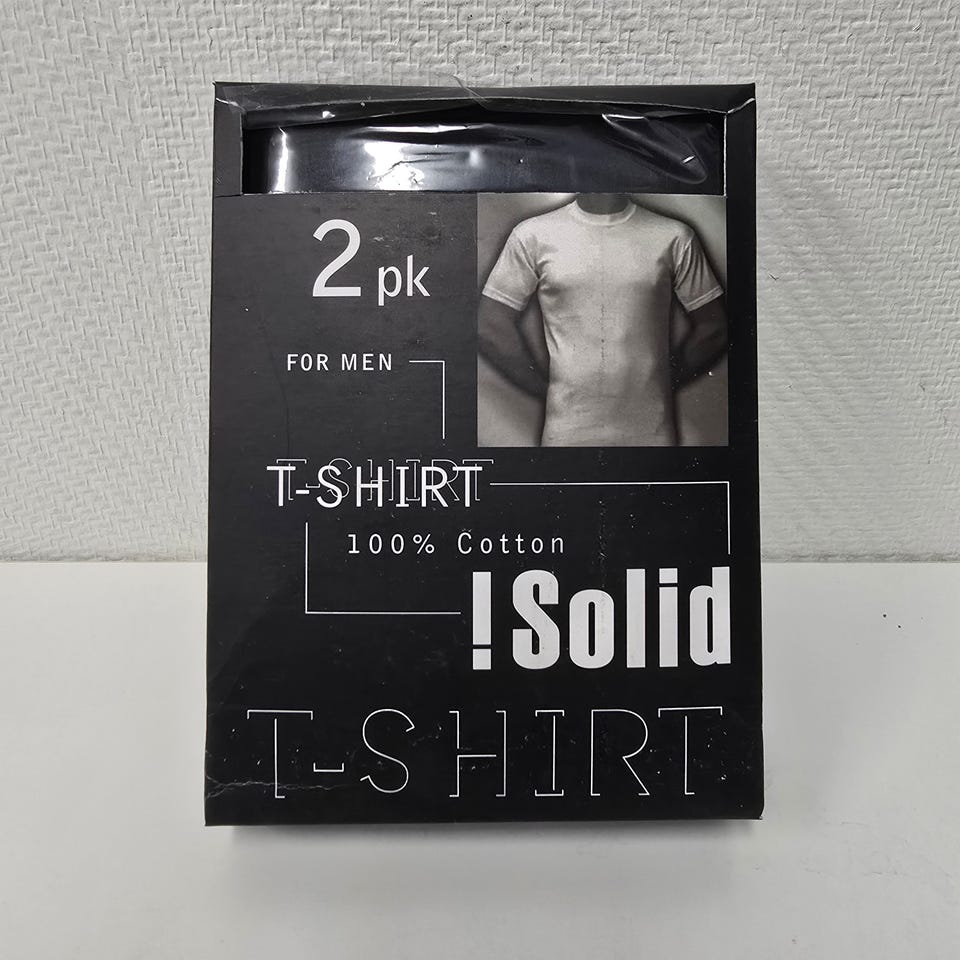 2 pk
FOR MEN
T-SHIRT
100% Cotton
!Solid
T-SHIRT